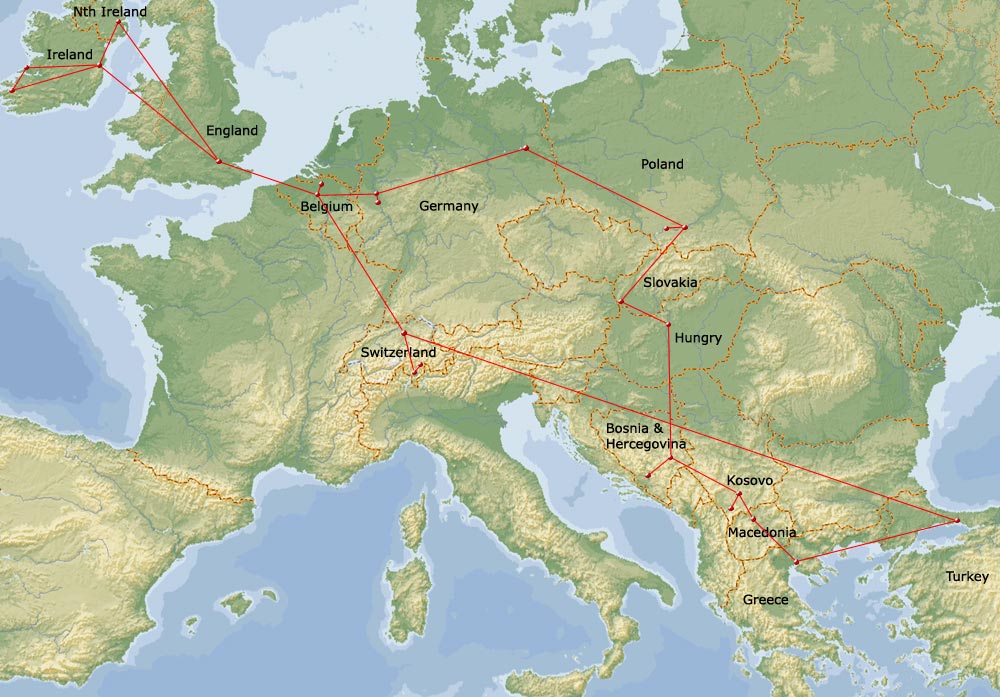 Nth Ireland
Ireland
England
Poland
Belgium
Germany
Slovakia
Hungry
Switzerland
Bosnia &
Hercegovina
Kosovo
Macedonia
Turkey
Greece